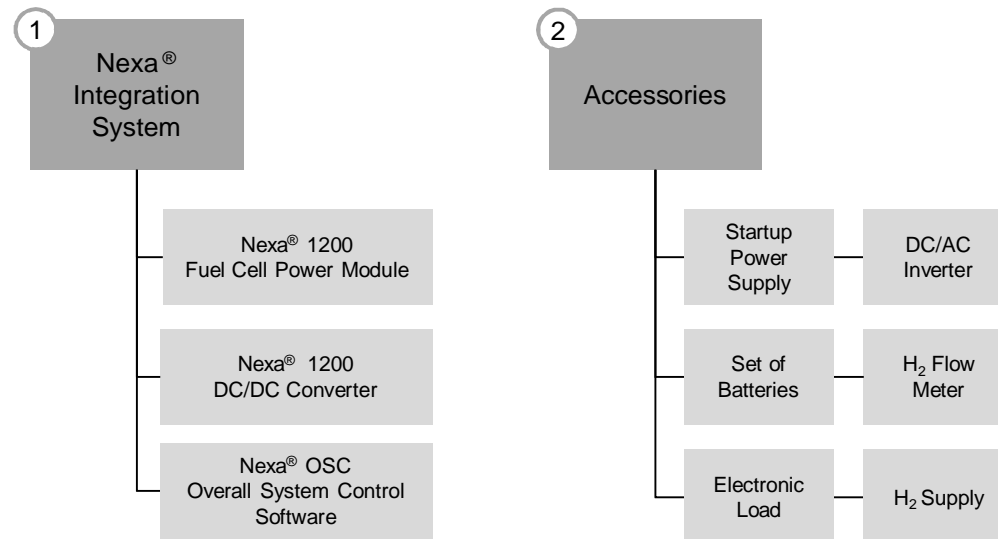 1
Nexa®
Integration
System
Nexa® 1200
Fuel Cell Power Module
Nexa® 1200
DC/DC Converter
Nexa® OSC
Overall System Control
Software
2
Accessories
Startup
Power
Supply
DC/AC
Inverter
Set of
Batteries
H₂ Flow
Meter
Electronic
Load
H₂ Supply